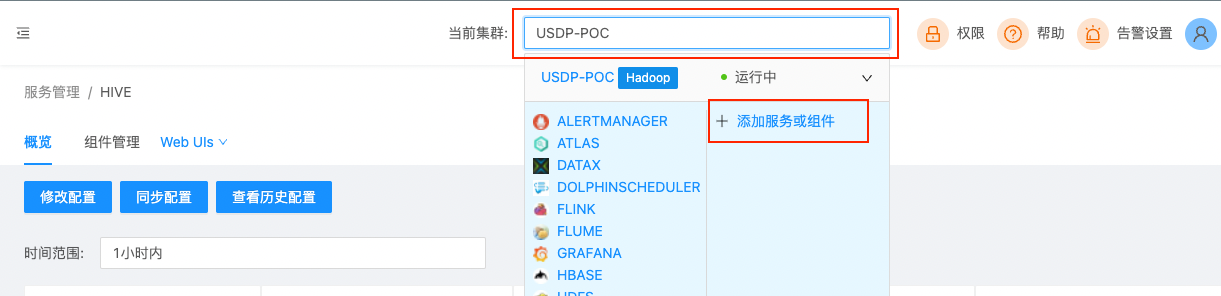 当前集群: USDP-POC 权限 帮助 告警设置
USDP-POC Hadoop 运行中
服务管理 / HIVE
ALERTMANAGER
+ 添加服务或组件
ATLAS
概览 组件管理 Web UIs
DATAX
DOLPHINSCHEDULER
修改配置 同步配置 查看历史配置
FLINK
FLUME
时间范围: 1小时内
GRAFANA
HBASE